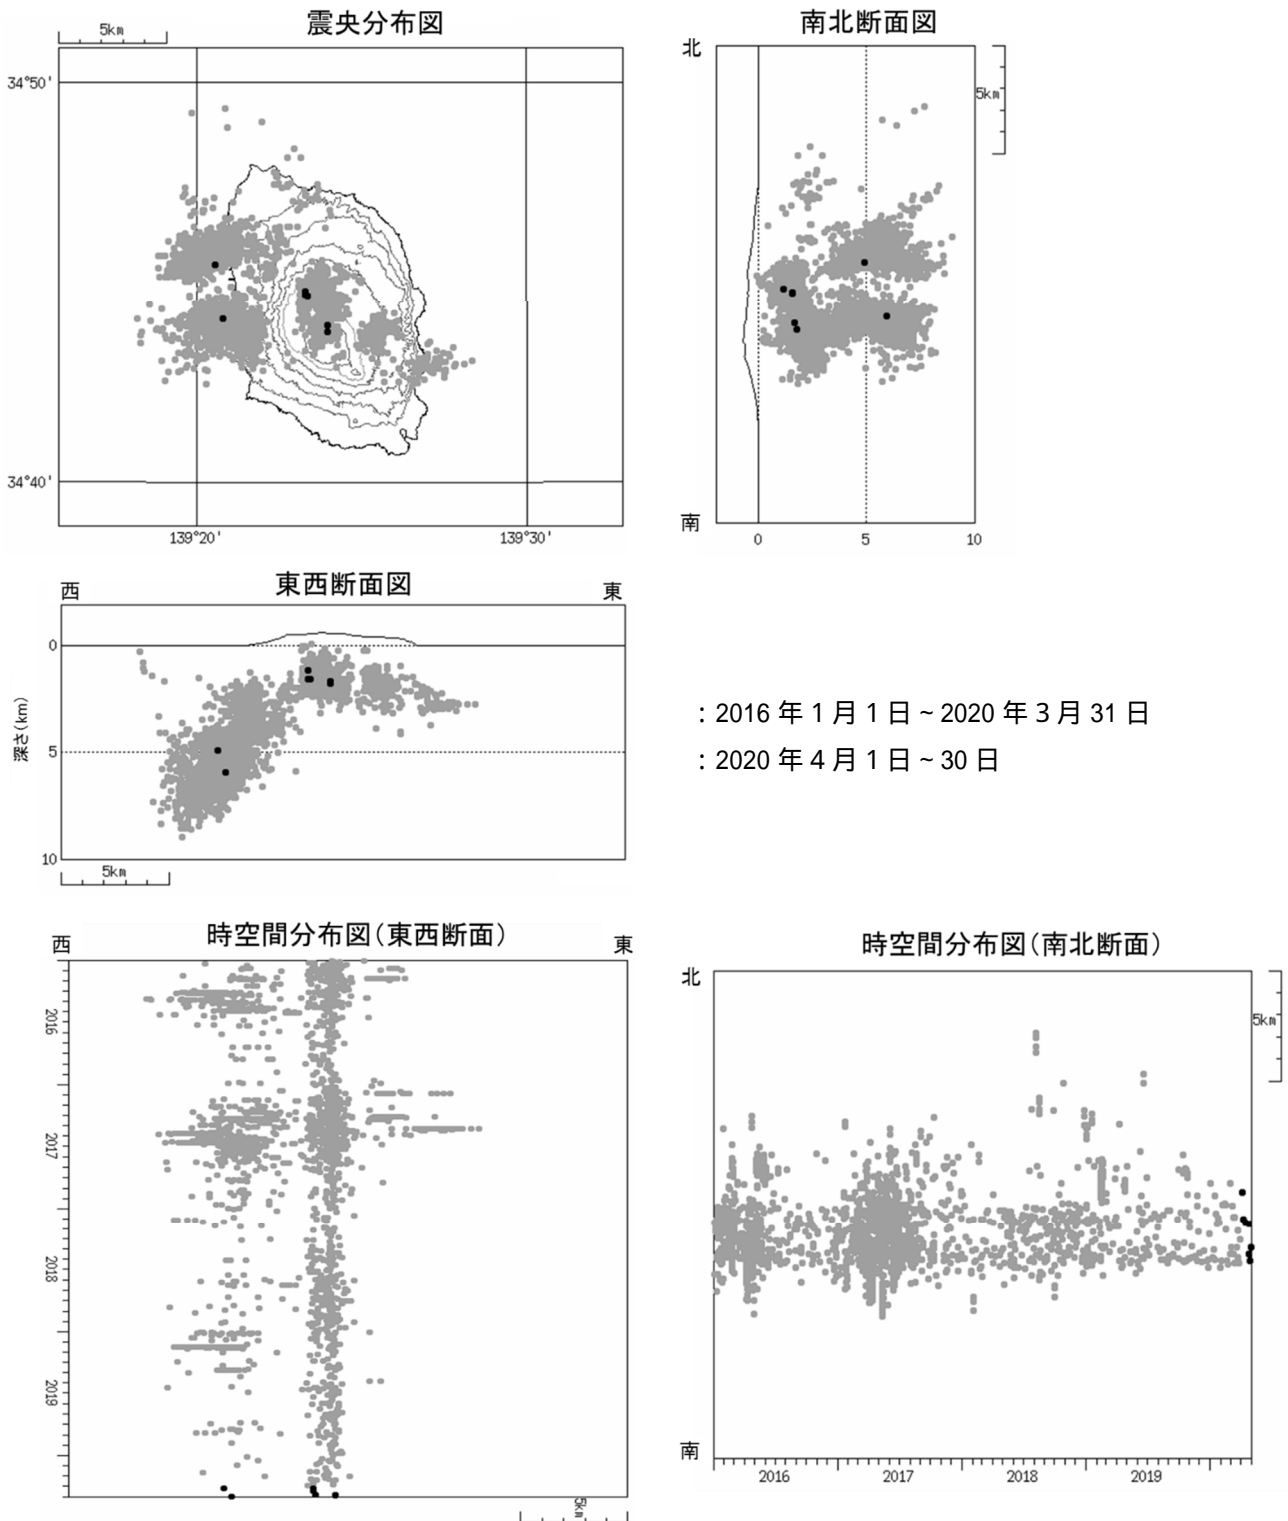 震央分布図
5km
34°50'
34°40'
139°20'
139°30'
南北断面図
北
5km
南
0
5
10
東西断面図
西
東
0
5
10
深さ(km)
5km
：2016 年 1 月 1 日 ~ 2020 年 3 月 31 日
：2020 年 4 月 1 日 ~ 30 日
時空間分布図(東西断面)
西
東
2016
2017
2018
2019
5km
時空間分布図(南北断面)
北
5km
南
2016
2017
2018
2019